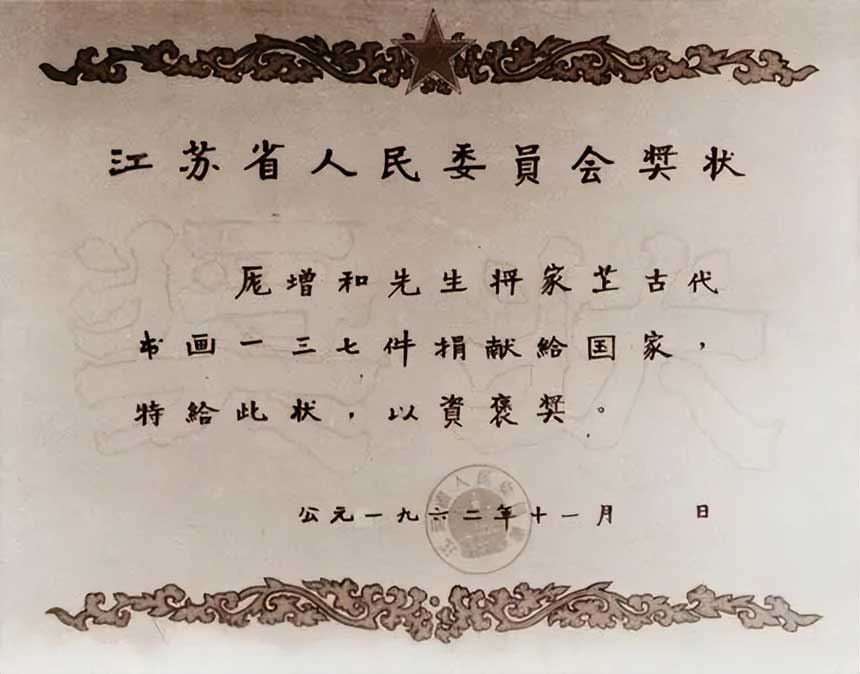 江苏省人民委員会奬状
厐增和先生将家芷古代
书画一三七件捐献給国家，
特給此状，以資褒奬。
公元一九六二年十一月　日